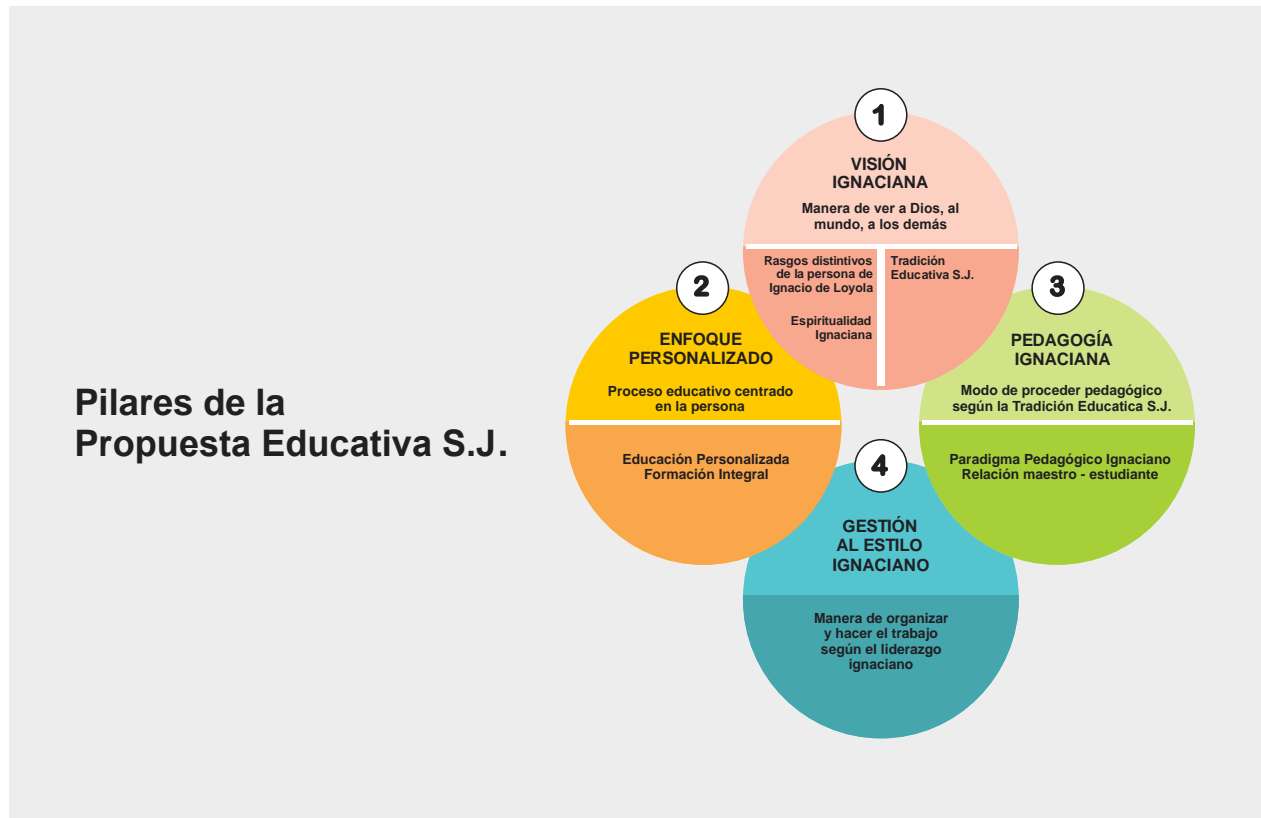 Pilares de la
Propuesta Educativa S.J.
1
VISIÓN
IGNACIANA
Manera de ver a Dios, al
mundo, a los demás
Rasgos distintivos
de la persona de
Ignacio de Loyola
Espiritualidad
Ignaciana
Tradición
Educativa S.J.
2
ENFOQUE
PERSONALIZADO
Proceso educativo centrado
en la persona
Educación Personalizada
Formación Integral
3
PEDAGOGÍA
IGNACIANA
Modo de proceder pedagógico
según la Tradición Educatica S.J.
Paradigma Pedagógico Ignaciano
Relación maestro - estudiante
4
GESTIÓN
AL ESTILO
IGNACIANO
Manera de organizar
y hacer el trabajo
según el liderazgo
ignaciano